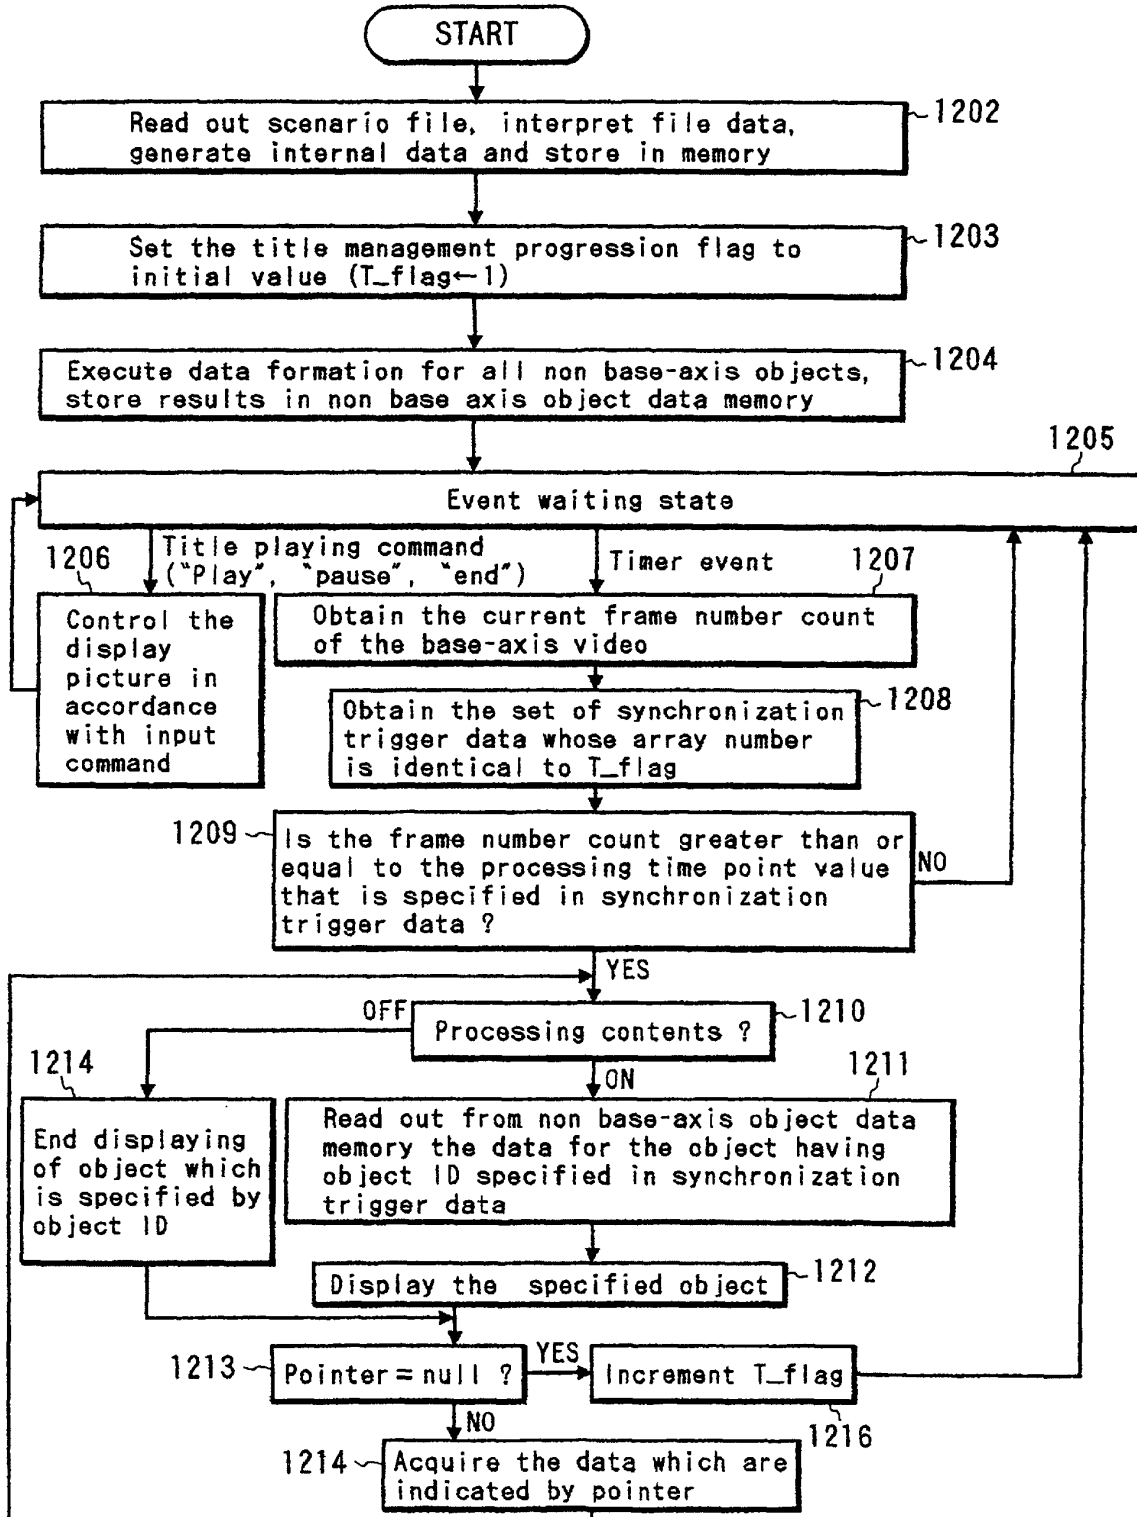 START
1202
Read out scenario file, interpret file data,
generate internal data and store in memory
1203
Set the title management progression flag to
initial value (T_flag←1)
1204
Execute data formation for all non base-axis objects,
store results in non base axis object data memory
1205
Event waiting state
1206
Title playing command
("Play", "pause", "end")
Timer event
1207
Control the
display
picture in
accordance
with input
command
Obtain the current frame number count
of the base-axis video
1208
Obtain the set of synchronization
trigger data whose array number
is identical to T_flag
1209
Is the frame number count greater than or
equal to the processing time point value
that is specified in synchronization
trigger data ?
NO
YES
OFF
Processing contents ?
1210
ON
1214
End displaying
of object which
is specified by
object ID
1211
Read out from non base-axis object data
memory the data for the object having
object ID specified in synchronization
trigger data
1212
Display the specified object
1213
Pointer = null ?
YES
Increment T_flag
1216
NO
1214
Acquire the data which are
indicated by pointer